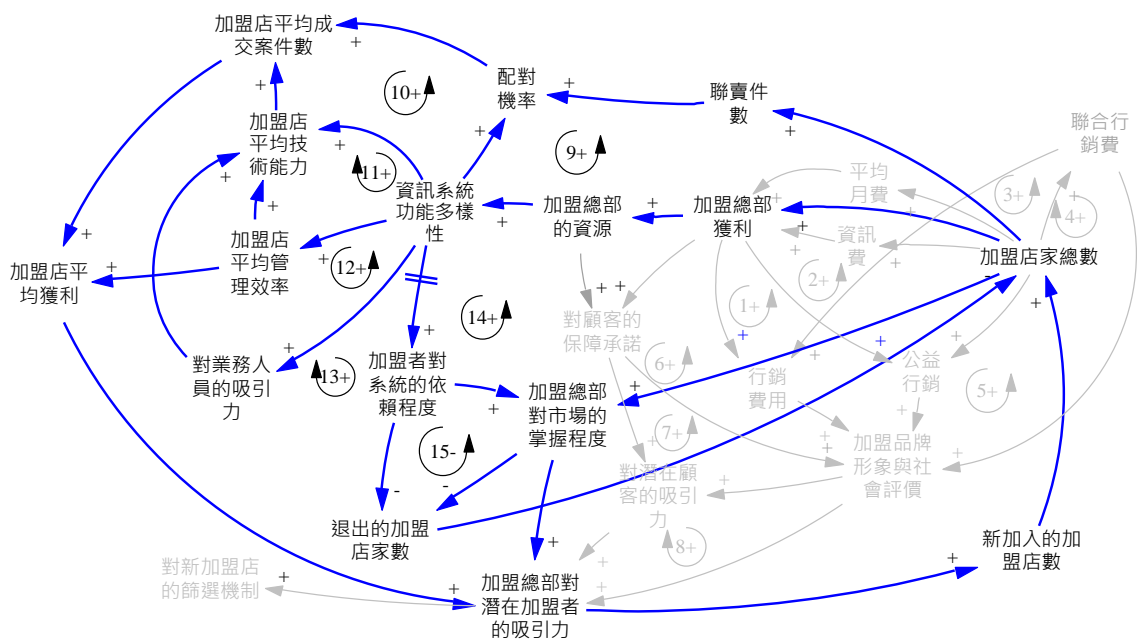 加盟店平均成
交案件數
配對
機率
聯賣件
數
聯合行
銷費
加盟店
平均技
術能力
平均
月費
資訊系統
功能多樣
性
加盟總部
的資源
加盟總部
獲利
資訊
費
加盟店家總數
加盟店平
均獲利
加盟店
平均管
理效率
對顧客的
保障承諾
對業務人
員的吸引
力
加盟者對
系統的依
賴程度
加盟總部
對市場的
掌握程度
行銷
費用
公益
行銷
加盟品牌
形象與社
會評價
對潛在顧
客的吸引
力
退出的加盟
店家數
新加入的加
盟店數
對新加盟店
的篩選機制
加盟總部對
潛在加盟者
的吸引力
10+
9+
11+
3+
4+
12+
2+
1+
14+
13+
6+
5+
15-
7+
8+